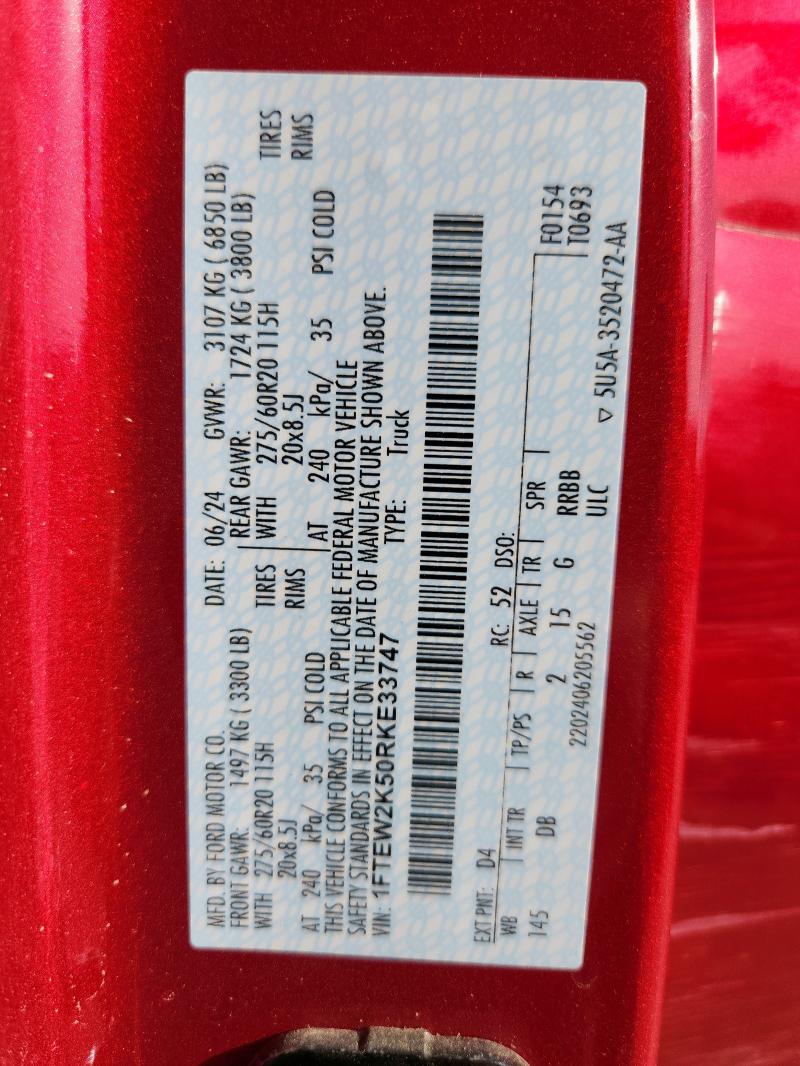 MFD. BY FORD MOTOR CO. DATE: 06/24 GVWR: 3107 KG ( 6850 LB)
FRONT GAWR: 1497 KG ( 3300 LB) REAR GAWR: 1724 KG ( 3800 LB)
WITH 275/60R20 115H TIRES WITH 275/60R20 115H TIRES
20x8.5J RIMS 20x8.5J RIMS
AT 240 kPa/ 35 PSI COLD AT 240 kPa/ 35 PSI COLD
THIS VEHICLE CONFORMS TO ALL APPLICABLE FEDERAL MOTOR VEHICLE
SAFETY STANDARDS IN EFFECT ON THE DATE OF MANUFACTURE SHOWN ABOVE.
VIN: 1FTEW2K50RKE33747 TYPE: Truck
EXT PNT: D4 RC: 52 DSO:
WB INT TR TP/PS R AXLE TR SPR F0154
145 DB 2 15 G RRBB T0693
2202406205562 ULC ▽ 5U5A-3520472-AA